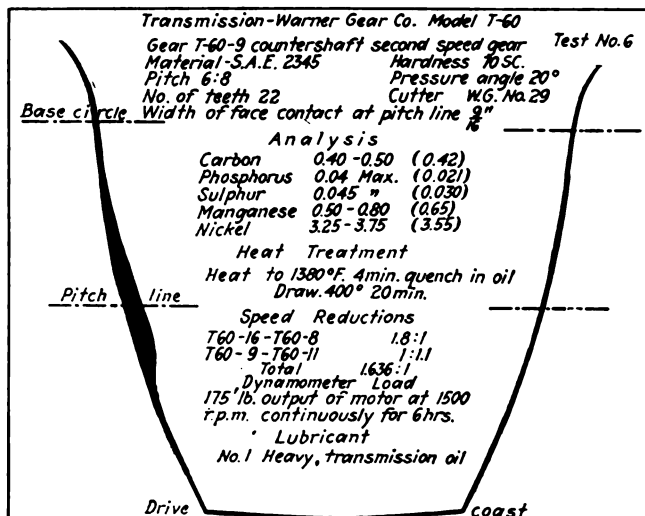 Transmission-Warner Gear Co. Model T-60
Gear T-60-9 countershaft second speed gear
Test No.6
Material-S.A.E. 2345 Hardness 70 SC.
Pitch 6:8 Pressure angle 20°
No. of teeth 22 Cutter W.G. No.29
Base circle Width of face contact at pitch line 9/16"
Analysis
Carbon 0.40-0.50 (0.42)
Phosphorus 0.04 Max. (0.021)
Sulphur 0.045 " (0.030)
Manganese 0.50-0.80 (0.65)
Nickel 3.25-3.75 (3.55)
Heat Treatment
Heat to 1380°F. 4min. quench in oil
Draw.400° 20min.
Pitch line
Speed Reductions
T60-16-T60-8 1.8:1
T60-9-T60-11 1:1.1
Total 1.636:1
Dynamometer Load
175 lb. output of motor at 1500
r.p.m. continuously for 6hrs.
Lubricant
No.1 Heavy, transmission oil
Drive coast